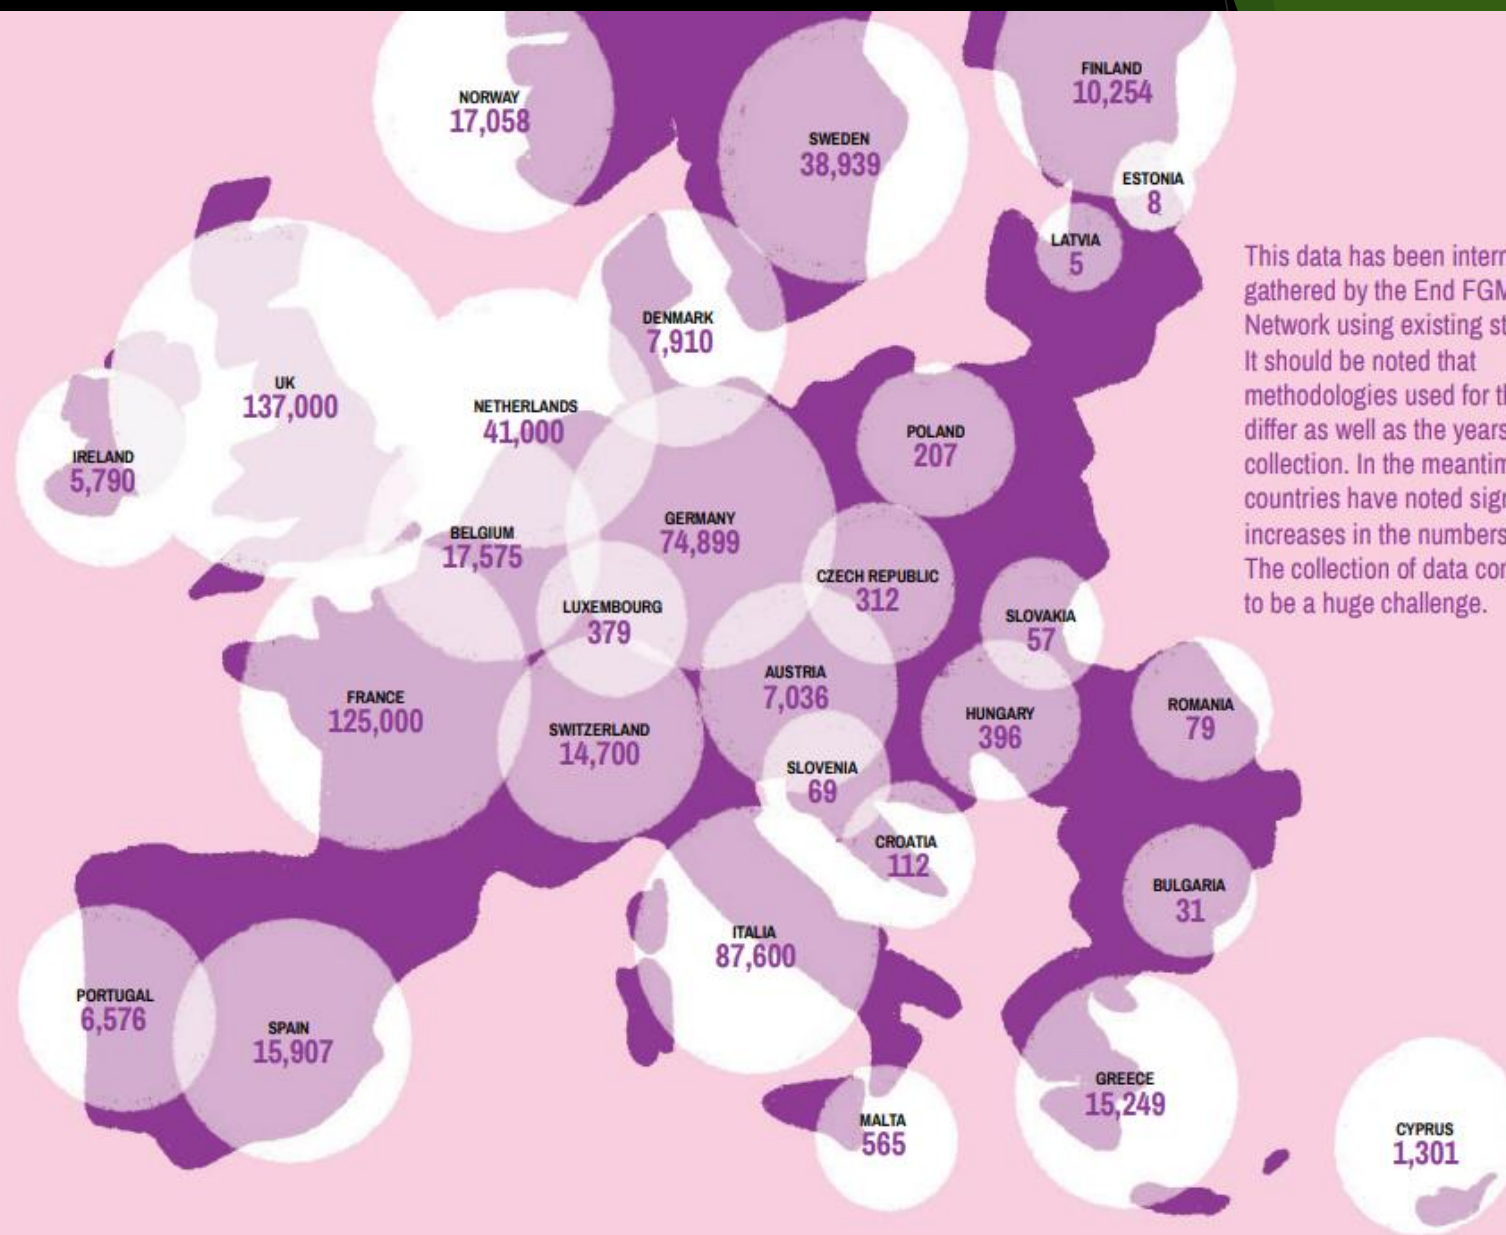 NORWAY
17,058
SWEDEN
38,939
FINLAND
10,254
ESTONIA
8
LATVIA
5
DENMARK
7,910
UK
137,000
IRELAND
5,790
NETHERLANDS
41,000
POLAND
207
BELGIUM
17,575
GERMANY
74,899
CZECH REPUBLIC
312
LUXEMBOURG
379
SLOVAKIA
57
FRANCE
125,000
SWITZERLAND
14,700
AUSTRIA
7,036
HUNGARY
396
ROMANIA
79
SLOVENIA
69
CROATIA
112
BULGARIA
31
ITALIA
87,600
PORTUGAL
6,576
SPAIN
15,907
MALTA
565
GREECE
15,249
CYPRUS
1,301
This data has been
gathered by the End FGM
Network using existing
It should be noted that
methodologies used for
differ as well as the years
collection. In the
countries have noted
increases in the numbers
The collection of data
to be a huge challenge.